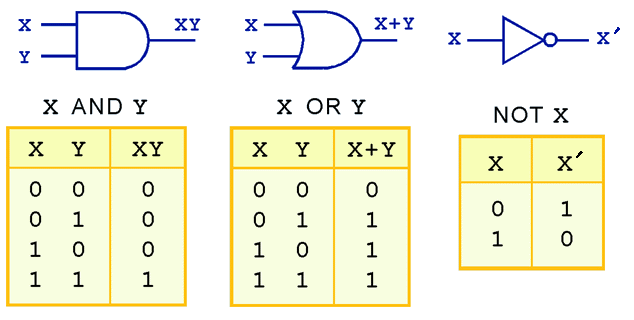 X
Y
XY
X AND Y
X Y XY
0 0 0
0 1 0
1 0 0
1 1 1
X
Y
X+Y
X OR Y
X Y X+Y
0 0 0
0 1 1
1 0 1
1 1 1
X
X′
NOT X
X X′
0 1
1 0